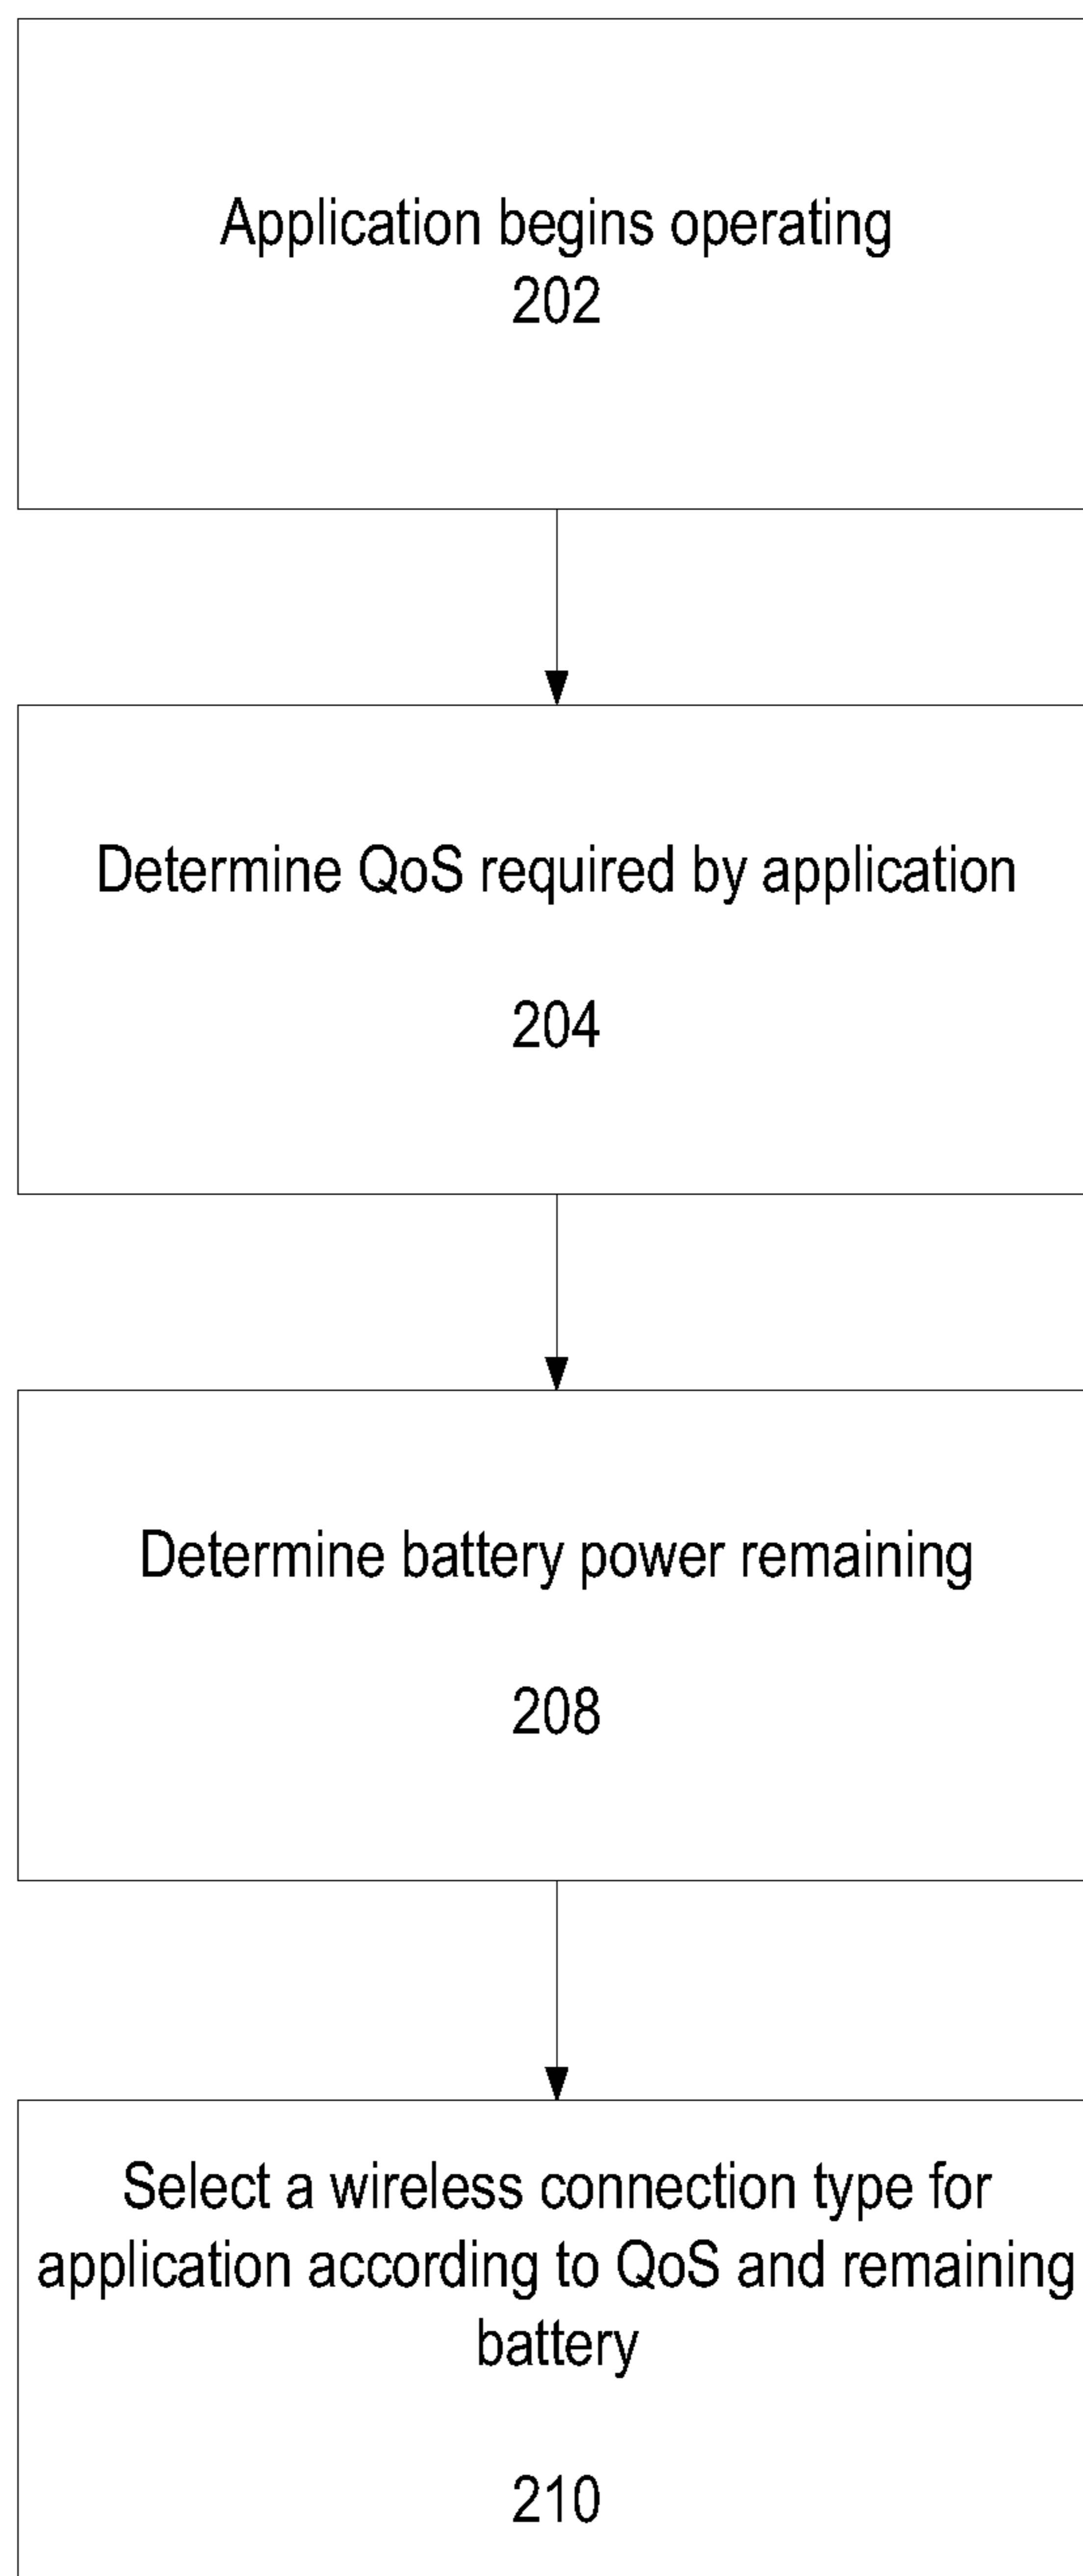 Application begins operating
202
Determine QoS required by application
204
Determine battery power remaining
208
Select a wireless connection type for
application according to QoS and remaining
battery
210